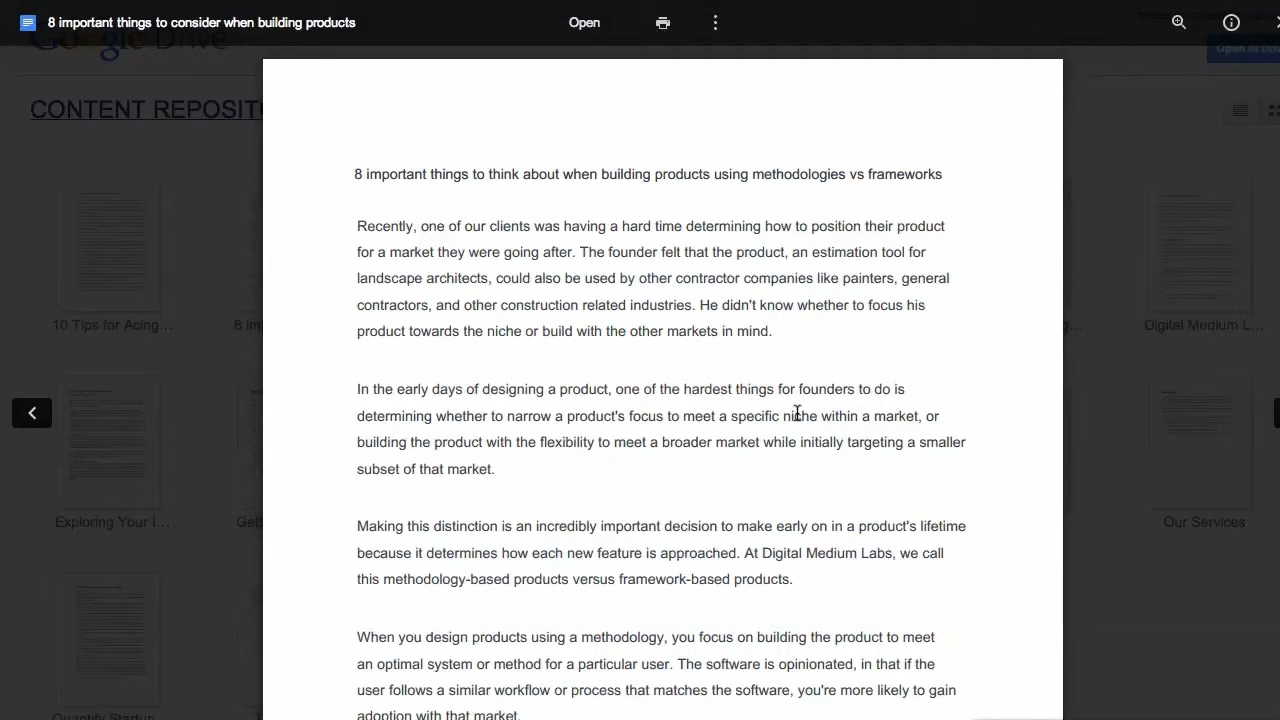 8 important things to consider when building products
Open
Google Drive
CONTENT REPOSITO
8 important things to think about when building products using methodologies vs frameworks
Recently, one of our clients was having a hard time determining how to position their product
for a market they were going after. The founder felt that the product, an estimation tool for
landscape architects, could also be used by other contractor companies like painters, general
contractors, and other construction related industries. He didn't know whether to focus his
product towards the niche or build with the other markets in mind.
In the early days of designing a product, one of the hardest things for founders to do is
determining whether to narrow a product's focus to meet a specific niche within a market, or
building the product with the flexibility to meet a broader market while initially targeting a smaller
subset of that market.
Making this distinction is an incredibly important decision to make early on in a product's lifetime
because it determines how each new feature is approached. At Digital Medium Labs, we call
this methodology-based products versus framework-based products.
When you design products using a methodology, you focus on building the product to meet
an optimal system or method for a particular user. The software is opinionated, in that if the
user follows a similar workflow or process that matches the software, you're more likely to gain
adoption with that market.
10 Tips for Acing...
8 Im
Digital Medium L...
Exploring Your I...
GetS
Our Services
Quantify Startup